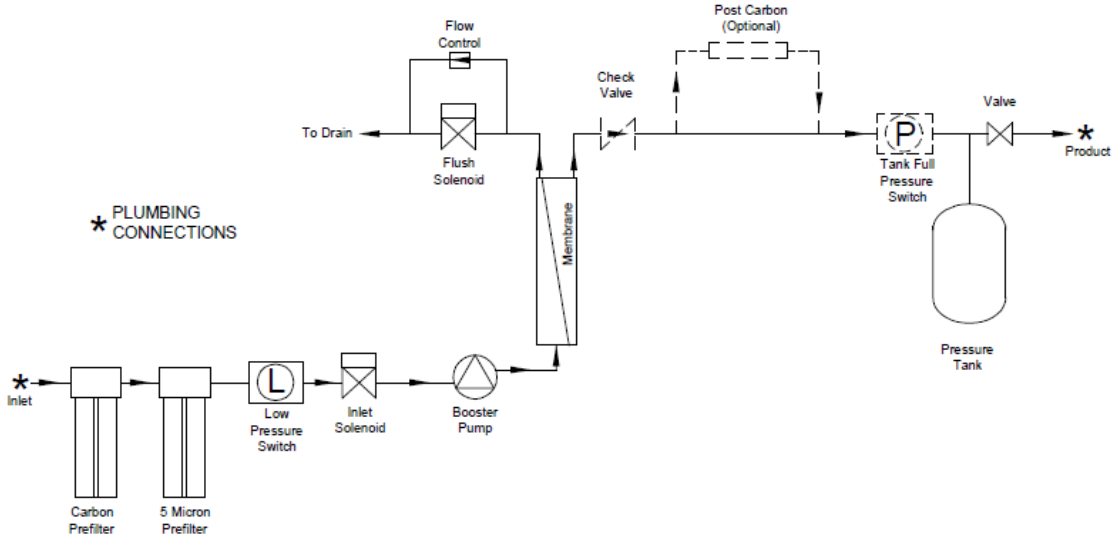 Post Carbon
(Optional)
Flow
Control
Check
Valve
Valve
To Drain
P
*
Product
Flush
Solenoid
Tank Full
Pressure
Switch
Membrane
* PLUMBING
CONNECTIONS
Pressure
Tank
*
Inlet
L
Low
Pressure
Switch
Inlet
Solenoid
Booster
Pump
Carbon
Prefilter
5 Micron
Prefilter